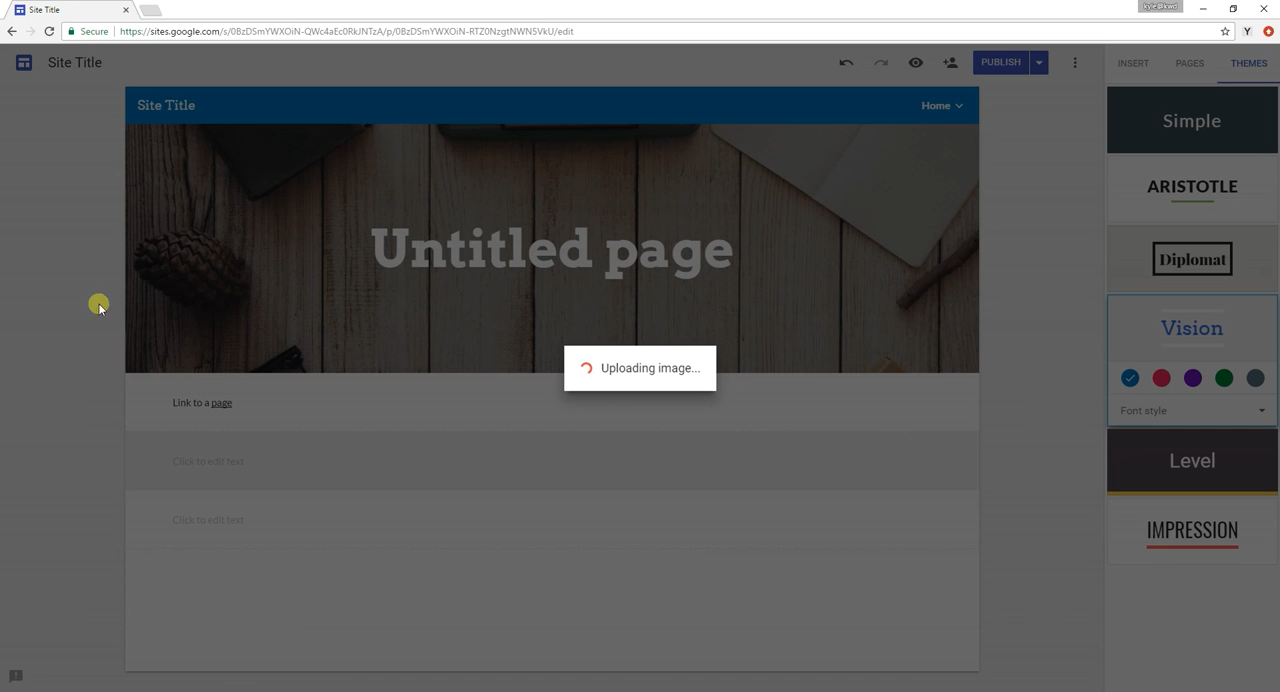 Site Title
kyle@kwd
Secure
https://sites.google.com/s/0BzDSmYWXOiN-QWc4aEc0RkJNTzA/p/0BzDSmYWXOiN-RTZ0NzgtNWN5VkU/edit
Site Title
PUBLISH
INSERT
PAGES
THEMES
Site Title
Home
Untitled page
Uploading image...
Link to a page
Click to edit text
Click to edit text
Simple
ARISTOTLE
Diplomat
Vision
Font style
Level
IMPRESSION